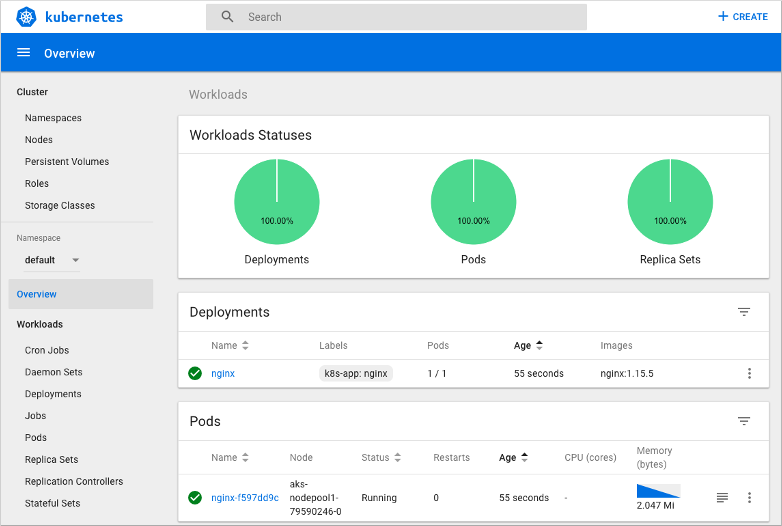 kubernetes
Search
+ CREATE
Overview
Cluster
Namespaces
Nodes
Persistent Volumes
Roles
Storage Classes
Namespace
default
Overview
Workloads
Cron Jobs
Daemon Sets
Deployments
Jobs
Pods
Replica Sets
Replication Controllers
Stateful Sets
Workloads
Workloads Statuses
100.00% 100.00% 100.00%
Deployments Pods Replica Sets
Deployments
Name Labels Pods Age Images
nginx k8s-app: nginx 1 / 1 55 seconds nginx:1.15.5
Pods
Name Node Status Restarts Age CPU (cores) Memory
(bytes)
aks-
nginx-f597dd9c nodepool1- Running 0 55 seconds -
79590246-0 2.047 Mi